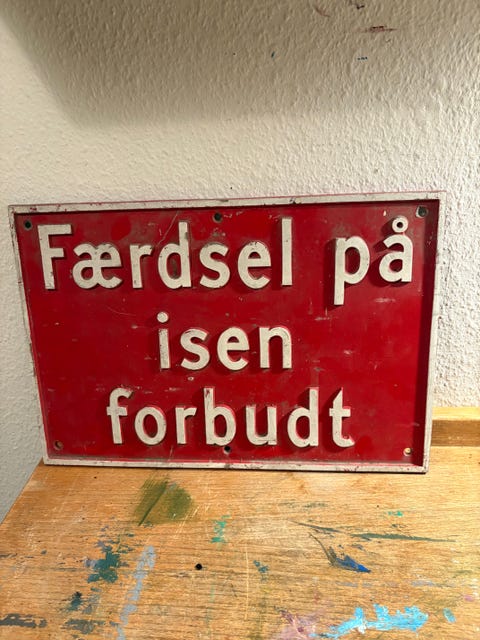 Færdsel på
isen
forbudt